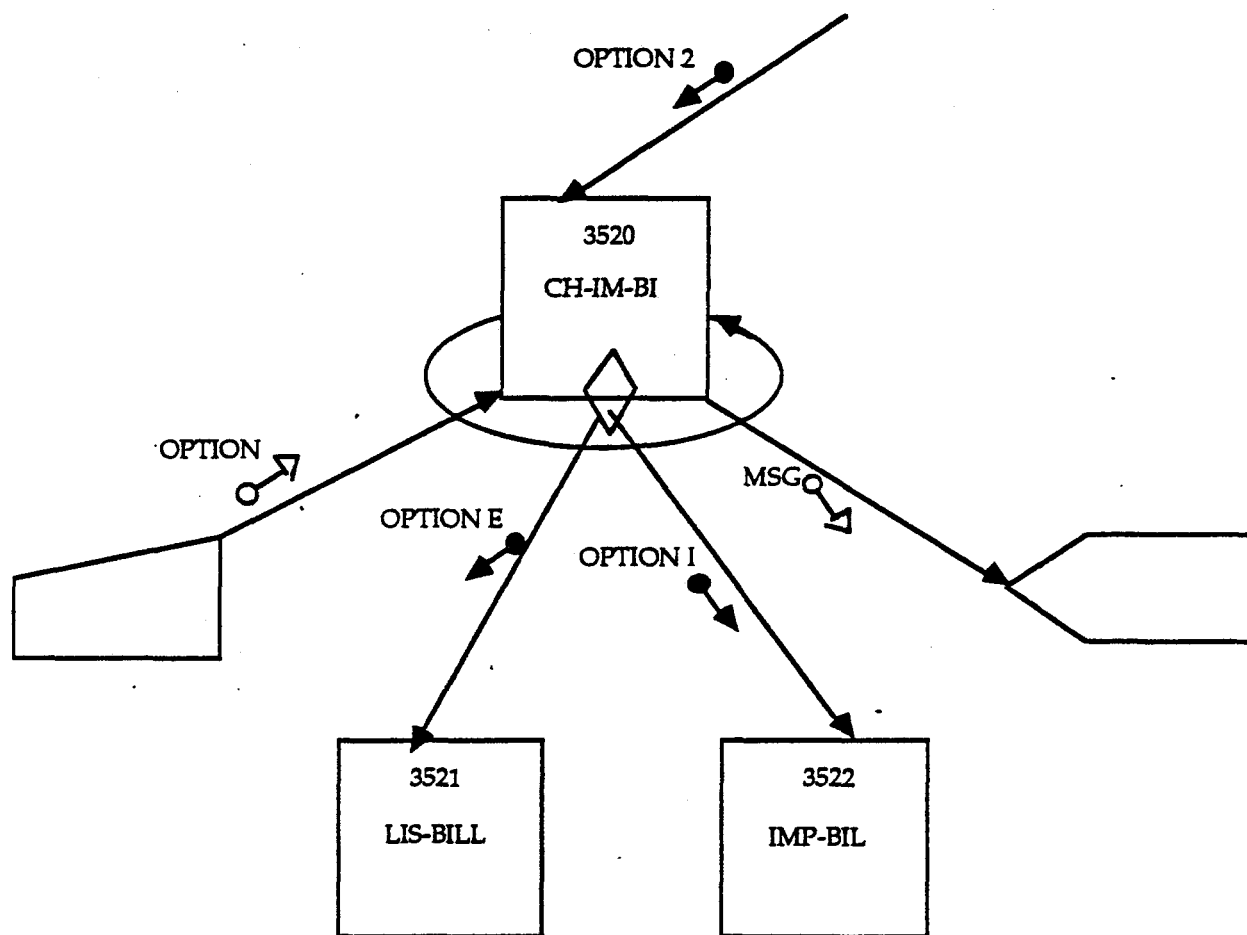 OPTION 2
3520
CH-IM-BI
OPTION
MSG
OPTION E
OPTION I
3521
LIS-BILL
3522
IMP-BIL